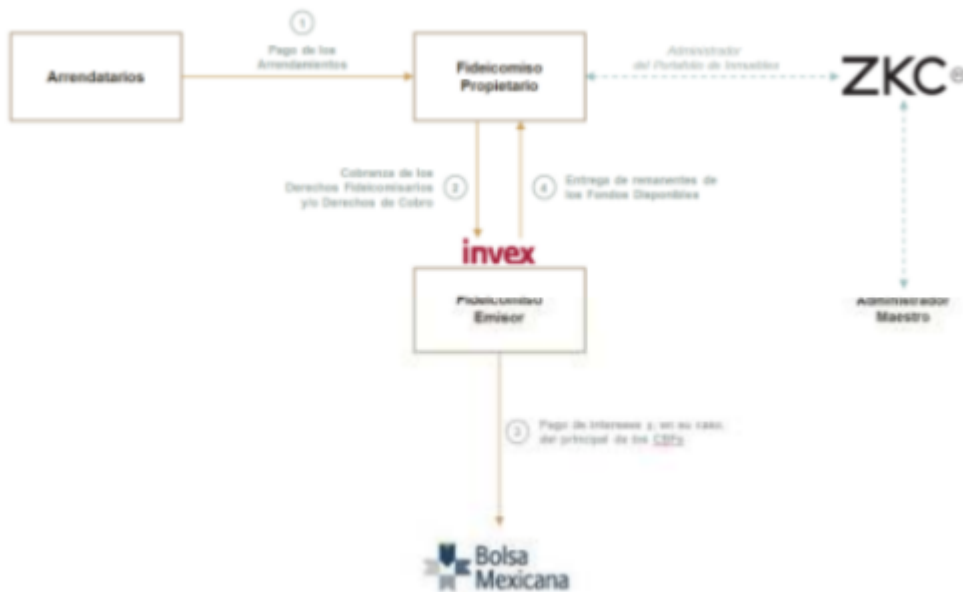 1
Pago de los
Arrendamientos
Arrendatarios
Fideicomiso
Propietario
Administrador
del Portafolio de Inmuebles
ZKC®
Cobranza de los
Derechos Fideicomisarios
y/o Derechos de Cobro
2
4
Entrega de remanentes de
los Fondos Disponibles
invex
Fideicomiso
Emisor
Administrador
Maestro
3
Pago de intereses y, en su caso,
del principal de los CBFs
Bolsa
Mexicana